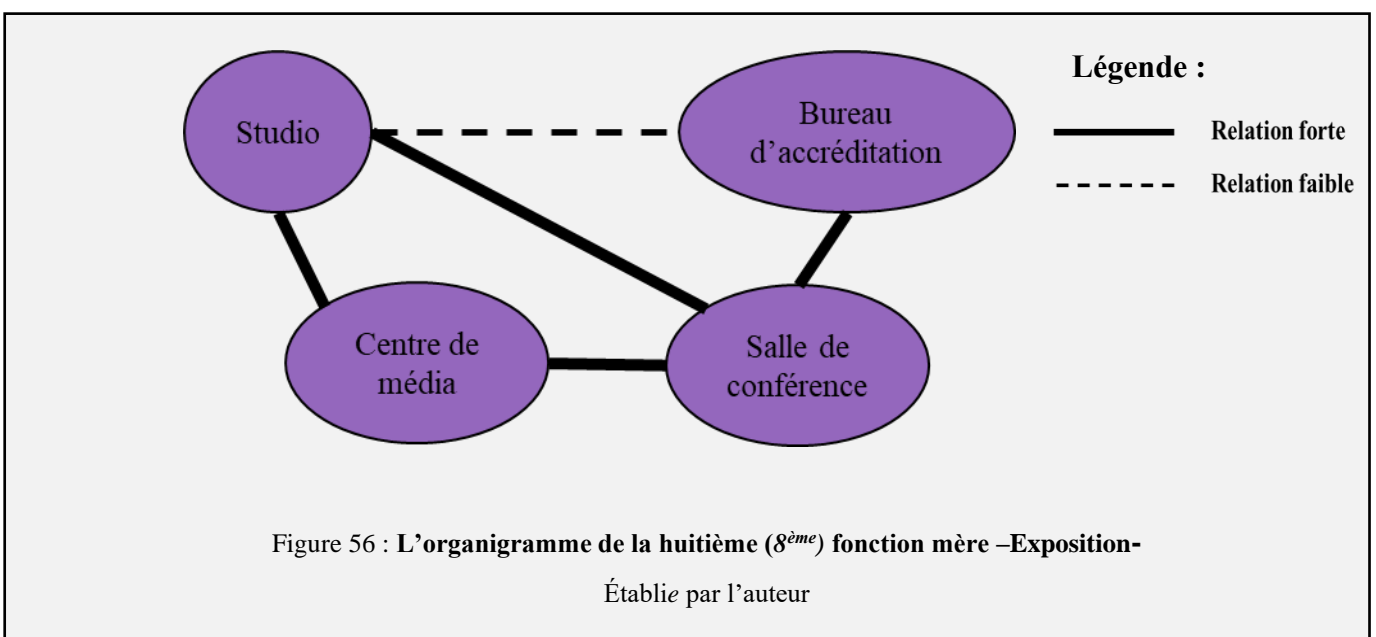 Studio
Bureau
d’accréditation
Centre de
média
Salle de
conférence
Légende :
Relation forte
Relation faible
Figure 56 : L’organigramme de la huitième (8ème) fonction mère –Exposition-
Établie par l’auteur